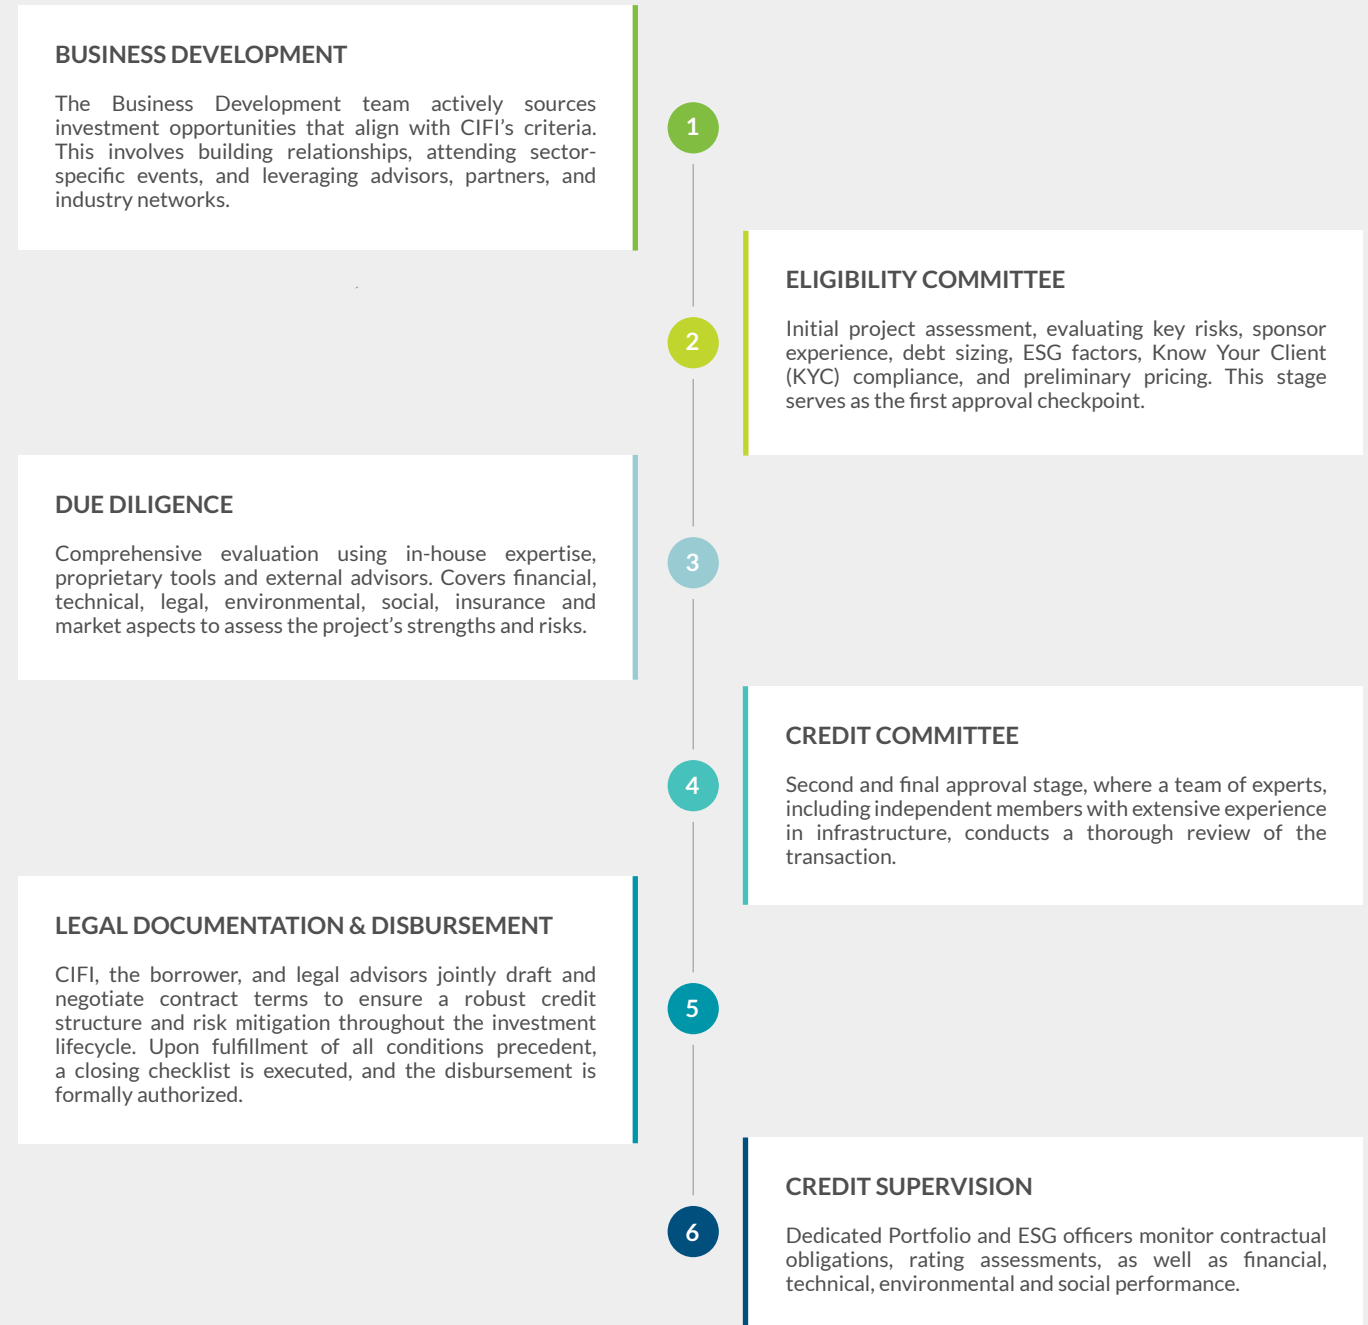 BUSINESS DEVELOPMENT
The Business Development team actively sources
investment opportunities that align with CIFI's criteria.
This involves building relationships, attending sector-
specific events, and leveraging advisors, partners, and
industry networks.
1
ELIGIBILITY COMMITTEE
Initial project assessment, evaluating key risks, sponsor
experience, debt sizing, ESG factors, Know Your Client
(KYC) compliance, and preliminary pricing. This stage
serves as the first approval checkpoint.
2
DUE DILIGENCE
Comprehensive evaluation using in-house expertise,
proprietary tools and external advisors. Covers financial,
technical, legal, environmental, social, insurance and
market aspects to assess the project's strengths and risks.
3
CREDIT COMMITTEE
Second and final approval stage, where a team of experts,
including independent members with extensive experience
in infrastructure, conducts a thorough review of the
transaction.
4
LEGAL DOCUMENTATION & DISBURSEMENT
CIFI, the borrower, and legal advisors jointly draft and
negotiate contract terms to ensure a robust credit
structure and risk mitigation throughout the investment
lifecycle. Upon fulfillment of all conditions precedent,
a closing checklist is executed, and the disbursement is
formally authorized.
5
CREDIT SUPERVISION
Dedicated Portfolio and ESG officers monitor contractual
obligations, rating assessments, as well as financial,
technical, environmental and social performance.
6